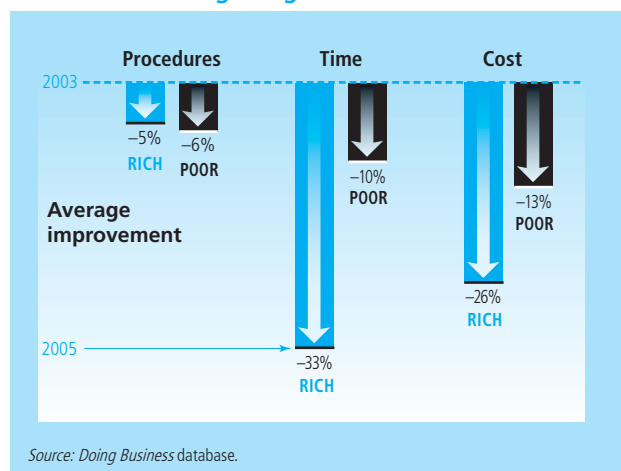 Procedures Time Cost
2003
–5%
RICH
–6%
POOR
–10%
POOR
–13%
POOR
Average
improvement
–26%
RICH
2005
–33%
RICH
Source: Doing Business database.